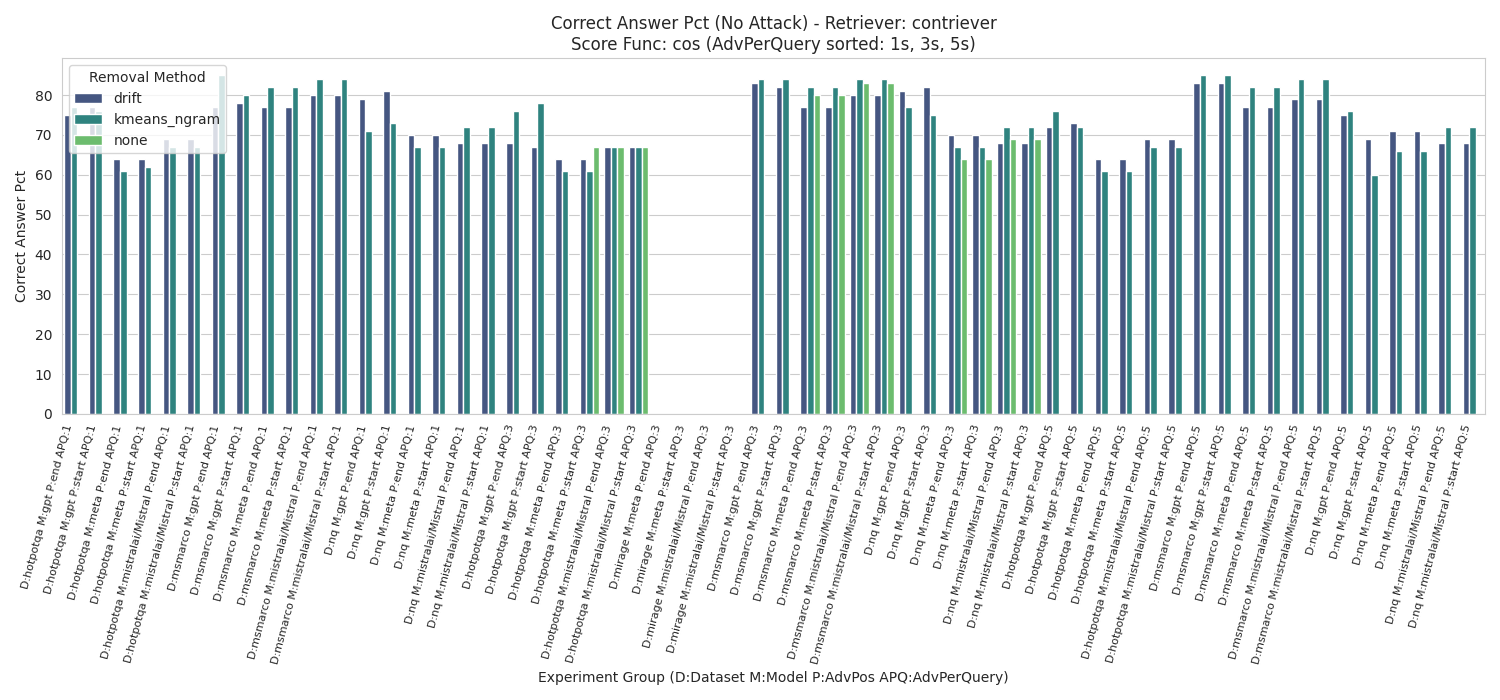 Correct Answer Pct (No Attack) - Retriever: contriever
Score Func: cos (AdvPerQuery sorted: 1s, 3s, 5s)
Removal Method
drift
kmeans_ngram
none
Correct Answer Pct
80
70
60
50
40
30
20
10
0
D:hotpotqa M:gpt P:end APQ:1
D:hotpotqa M:gpt P:start APQ:1
D:hotpotqa M:meta P:end APQ:1
D:hotpotqa M:meta P:start APQ:1
D:hotpotqa M:mistralai/Mistral P:end APQ:1
D:hotpotqa M:mistralai/Mistral P:start APQ:1
D:msmarco M:gpt P:end APQ:1
D:msmarco M:gpt P:start APQ:1
D:msmarco M:meta P:end APQ:1
D:msmarco M:meta P:start APQ:1
D:msmarco M:mistralai/Mistral P:end APQ:1
D:msmarco M:mistralai/Mistral P:start APQ:1
D:nq M:gpt P:end APQ:1
D:nq M:gpt P:start APQ:1
D:nq M:meta P:end APQ:1
D:nq M:meta P:start APQ:1
D:nq M:mistralai/Mistral P:end APQ:1
D:nq M:mistralai/Mistral P:start APQ:1
D:hotpotqa M:gpt P:end APQ:3
D:hotpotqa M:gpt P:start APQ:3
D:hotpotqa M:meta P:end APQ:3
D:hotpotqa M:meta P:start APQ:3
D:hotpotqa M:mistralai/Mistral P:end APQ:3
D:hotpotqa M:mistralai/Mistral P:start APQ:3
D:mirage M:meta P:end APQ:3
D:mirage M:meta P:start APQ:3
D:mirage M:mistralai/Mistral P:end APQ:3
D:mirage M:mistralai/Mistral P:start APQ:3
D:msmarco M:gpt P:end APQ:3
D:msmarco M:gpt P:start APQ:3
D:msmarco M:meta P:end APQ:3
D:msmarco M:meta P:start APQ:3
D:msmarco M:mistralai/Mistral P:end APQ:3
D:msmarco M:mistralai/Mistral P:start APQ:3
D:nq M:gpt P:end APQ:3
D:nq M:gpt P:start APQ:3
D:nq M:meta P:end APQ:3
D:nq M:meta P:start APQ:3
D:nq M:mistralai/Mistral P:end APQ:3
D:nq M:mistralai/Mistral P:start APQ:3
D:hotpotqa M:gpt P:end APQ:5
D:hotpotqa M:gpt P:start APQ:5
D:hotpotqa M:meta P:end APQ:5
D:hotpotqa M:meta P:start APQ:5
D:hotpotqa M:mistralai/Mistral P:end APQ:5
D:hotpotqa M:mistralai/Mistral P:start APQ:5
D:msmarco M:gpt P:end APQ:5
D:msmarco M:gpt P:start APQ:5
D:msmarco M:meta P:end APQ:5
D:msmarco M:meta P:start APQ:5
D:msmarco M:mistralai/Mistral P:end APQ:5
D:msmarco M:mistralai/Mistral P:start APQ:5
D:nq M:gpt P:end APQ:5
D:nq M:gpt P:start APQ:5
D:nq M:meta P:end APQ:5
D:nq M:meta P:start APQ:5
D:nq M:mistralai/Mistral P:end APQ:5
D:nq M:mistralai/Mistral P:start APQ:5
Experiment Group (D:Dataset M:Model P:AdvPos APQ:AdvPerQuery)